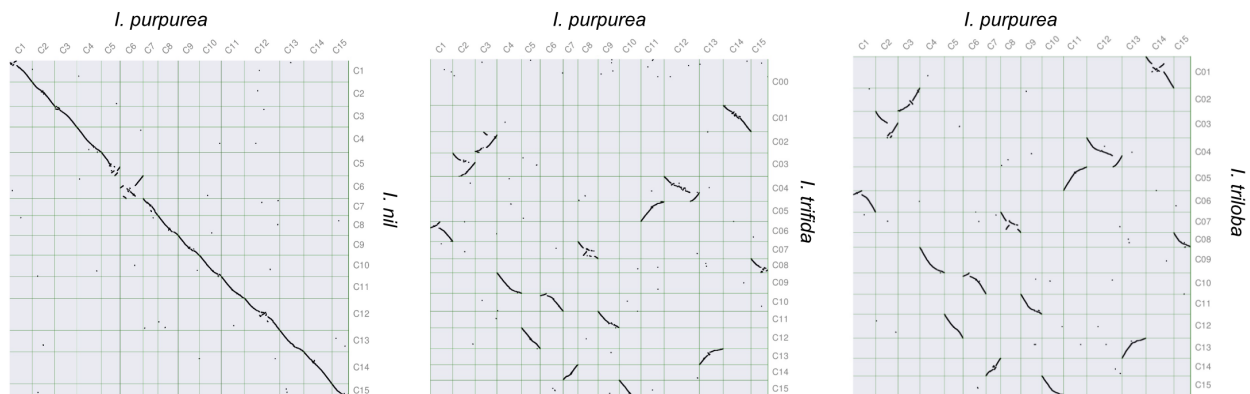 I. purpurea
C1 C2 C3 C4 C5 C6 C7 C8 C9 C10 C11 C12 C13 C14 C15
C1
C2
C3
C4
C5
C6
C7
C8
C9
C10
C11
C12
C13
C14
C15
I. nil
I. purpurea
C1 C2 C3 C4 C5 C6 C7 C8 C9 C10 C11 C12 C13 C14 C15
C00
C01
C02
C03
C04
C05
C06
C07
C08
C09
C10
C11
C12
C13
C14
C15
I. trifida
I. purpurea
C1 C2 C3 C4 C5 C6 C7 C8 C9 C10 C11 C12 C13 C14 C15
C01
C02
C03
C04
C05
C06
C07
C08
C09
C10
C11
C12
C13
C14
C15
I. triloba